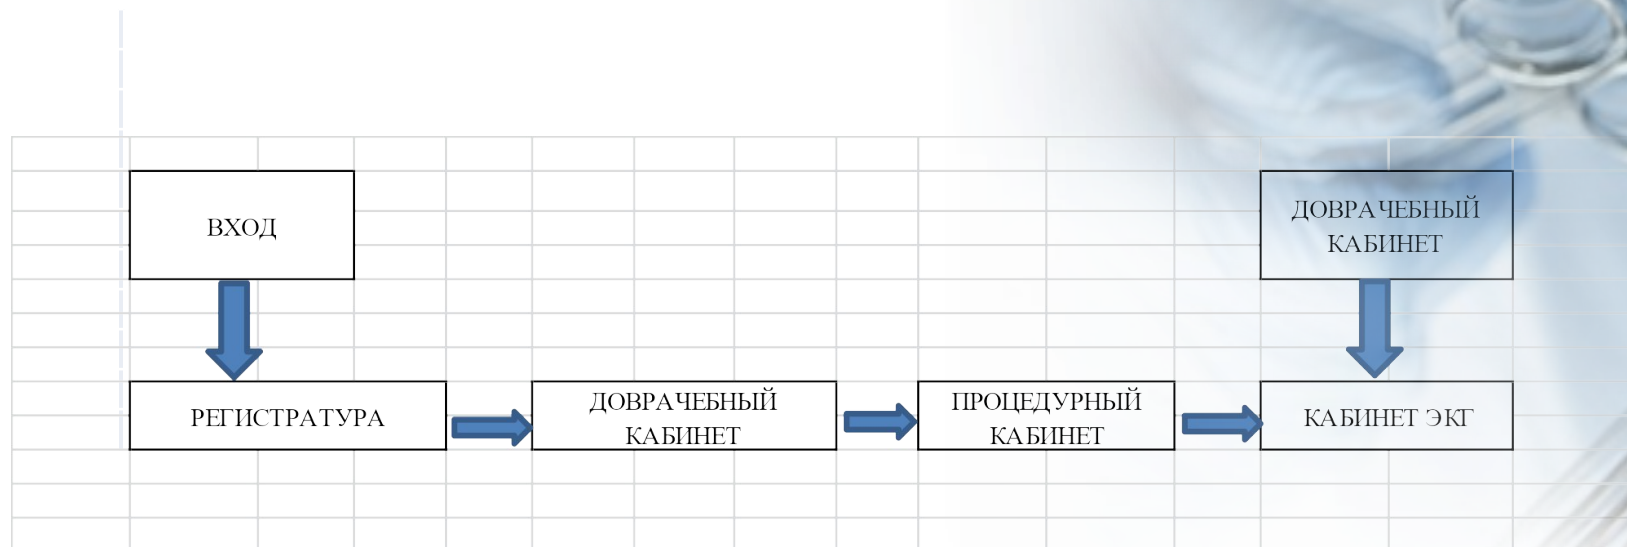 ВХОД
ДОВРАЧЕБНЫЙ
КАБИНЕТ
РЕГИСТРАТУРА
ДОВРАЧЕБНЫЙ
КАБИНЕТ
ПРОЦЕДУРНЫЙ
КАБИНЕТ
КАБИНЕТ ЭКГ